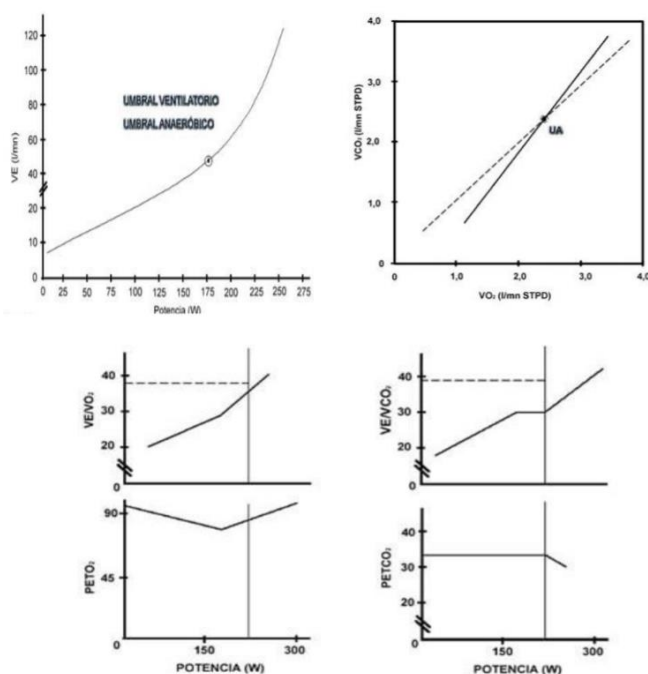 120
100
80
60
40
20
10
0
VE (l/mn)
UMBRAL VENTILATORIO
UMBRAL ANAERÓBICO
0 25 50 75 100 125 150 175 200 225 250 275
Potencia (W)
4,0
3,0
2,0
1,0
0
VCO₂ (l/mn STPD)
UA
0 1,0 2,0 3,0 4,0
VO₂ (l/mn STPD)
40
30
20
0
VE/VO₂
40
30
20
0
VE/VCO₂
90
45
0
PETO₂
150 300
POTENCIA (W)
40
30
0
PETCO₂
150 300
POTENCIA (W)